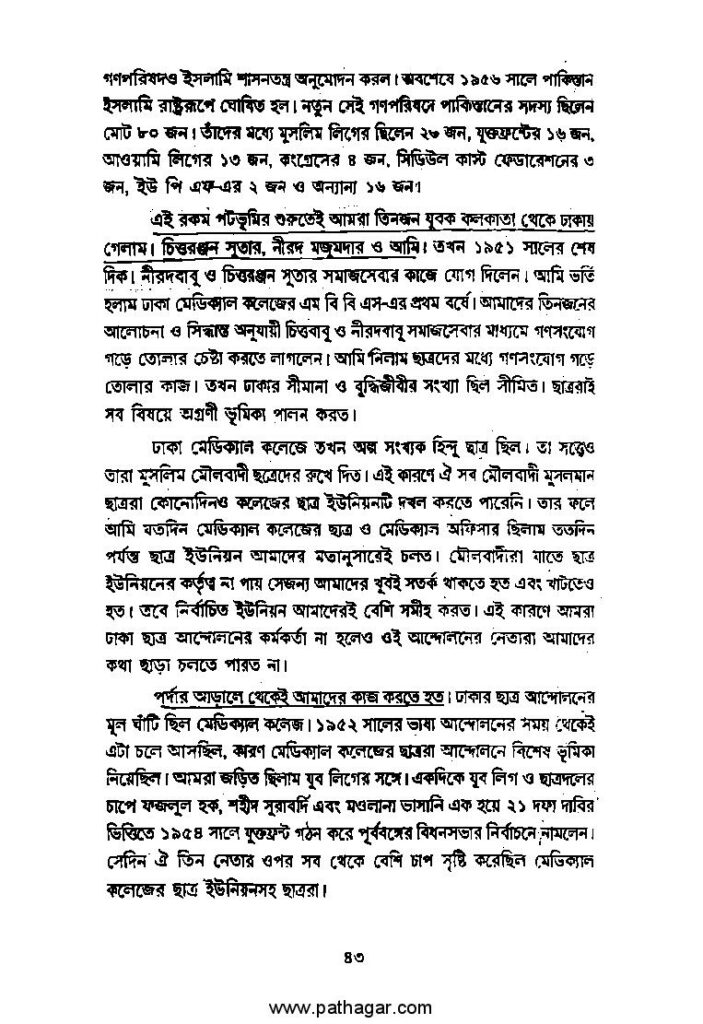 গণপরিষদও ইসলামি শাসনতন্ত্র অনুমোদন করল। অবশেষে ১৯৫৬ সালে পাকিস্তান
ইসলামি রাষ্ট্ররূপে ঘোষিত হল। নতুন সেই গণপরিষদে পাকিস্তানের সদস্য ছিলেন
মোট ৮০ জন। তাঁদের মধ্যে মুসলিম লিগের ছিলেন ২৬ জন, যুক্তফ্রন্টের ১৬ জন,
আওয়ামি লিগের ১৩ জন, কংগ্রেসের ৪ জন, সিডিউল কাস্ট ফেডারেশনের ৩
জন, ইউ পি এফ-এর ২ জন ও অন্যান্য ১৬ জন।
এই রকম পটভূমির শুরুতেই আমরা তিনজন যুবক কলকাতা থেকে ঢাকায়
গেলাম। চিত্তরঞ্জন সুতার, নীরদ মজুমদার ও আমি। তখন ১৯৫১ সালের শেষ
দিক। নীরদবাবু ও চিত্তরঞ্জন সুতার সমাজসেবার কাজে যোগ দিলেন। আমি ভর্তি
হলাম ঢাকা মেডিক্যাল কলেজের এম বি বি এস-এর প্রথম বর্ষে। আমাদের তিনজনের
আলোচনা ও সিদ্ধান্ত অনুযায়ী চিত্তবাবু ও নীরদবাবু সমাজসেবার মাধ্যমে গণসংযোগ
গড়ে তোলার চেষ্টা করতে লাগলেন। আমি নিলাম ছাত্রদের মধ্যে গণসংযোগ গড়ে
তোলার কাজ। তখন ঢাকার সীমানা ও বুদ্ধিজীবীর সংখ্যা ছিল সীমিত। ছাত্ররাই
সব বিষয়ে অগ্রণী ভূমিকা পালন করত।
ঢাকা মেডিক্যাল কলেজে তখন অল্প সংখ্যক হিন্দু ছাত্র ছিল। তা সত্ত্বেও
তারা মুসলিম মৌলবাদী ছত্রেদের রুখে দিত। এই কারণে ঐ সব মৌলবাদী মুসলমান
ছাত্ররা কোনোদিনও কলেজের ছাত্র ইউনিয়নটি দখল করতে পারেনি। তার ফলে
আমি যতদিন মেডিক্যাল কলেজের ছাত্র ও মেডিক্যাল অফিসার ছিলাম ততদিন
পর্যন্ত ছাত্র ইউনিয়ন আমাদের মতানুসারেই চলত। মৌলবাদীরা যাতে ছাত্র
ইউনিয়নের কর্তৃত্ব না পায় সেজন্য আমাদের খুবই সতর্ক থাকতে হত এবং খাটতেও
হত। তবে নির্বাচিত ইউনিয়ন আমাদেরই বেশি সমীহ করত। এই কারণে আমরা
ঢাকা ছাত্র আন্দোলনের কর্মকর্তা না হলেও ওই আন্দোলনের নেতারা আমাদের
কথা ছাড়া চলতে পারত না।
পর্দার আড়ালে থেকেই আমাদের কাজ করতে হত। ঢাকার ছাত্র আন্দোলনের
মূল ঘাঁটি ছিল মেডিক্যাল কলেজ। ১৯৫২ সালের ভাষা আন্দোলনের সময় থেকেই
এটা চলে আসছিল, কারণ মেডিক্যাল কলেজের ছাত্ররা আন্দোলনে বিশেষ ভূমিকা
নিয়েছিল। আমরা জড়িত ছিলাম যুব লিগের সঙ্গে। একদিকে যুব লিগ ও ছাত্রদলের
চাপে ফজলুল হক, শহীদ সুরাবর্দি এবং মওলানা ভাসানি এক হয়ে ২১ দফা দাবির
ভিত্তিতে ১৯৫৪ সালে যুক্তফ্রন্ট গঠন করে পূর্ববঙ্গের বিধনসভার নির্বাচনে নামলেন।
সেদিন ঐ তিন নেতার ওপর সব থেকে বেশি চাপ সৃষ্টি করেছিল মেডিক্যাল
কলেজের ছাত্র ইউনিয়নসহ ছাত্ররা।
৪৩
www.pathagar.com